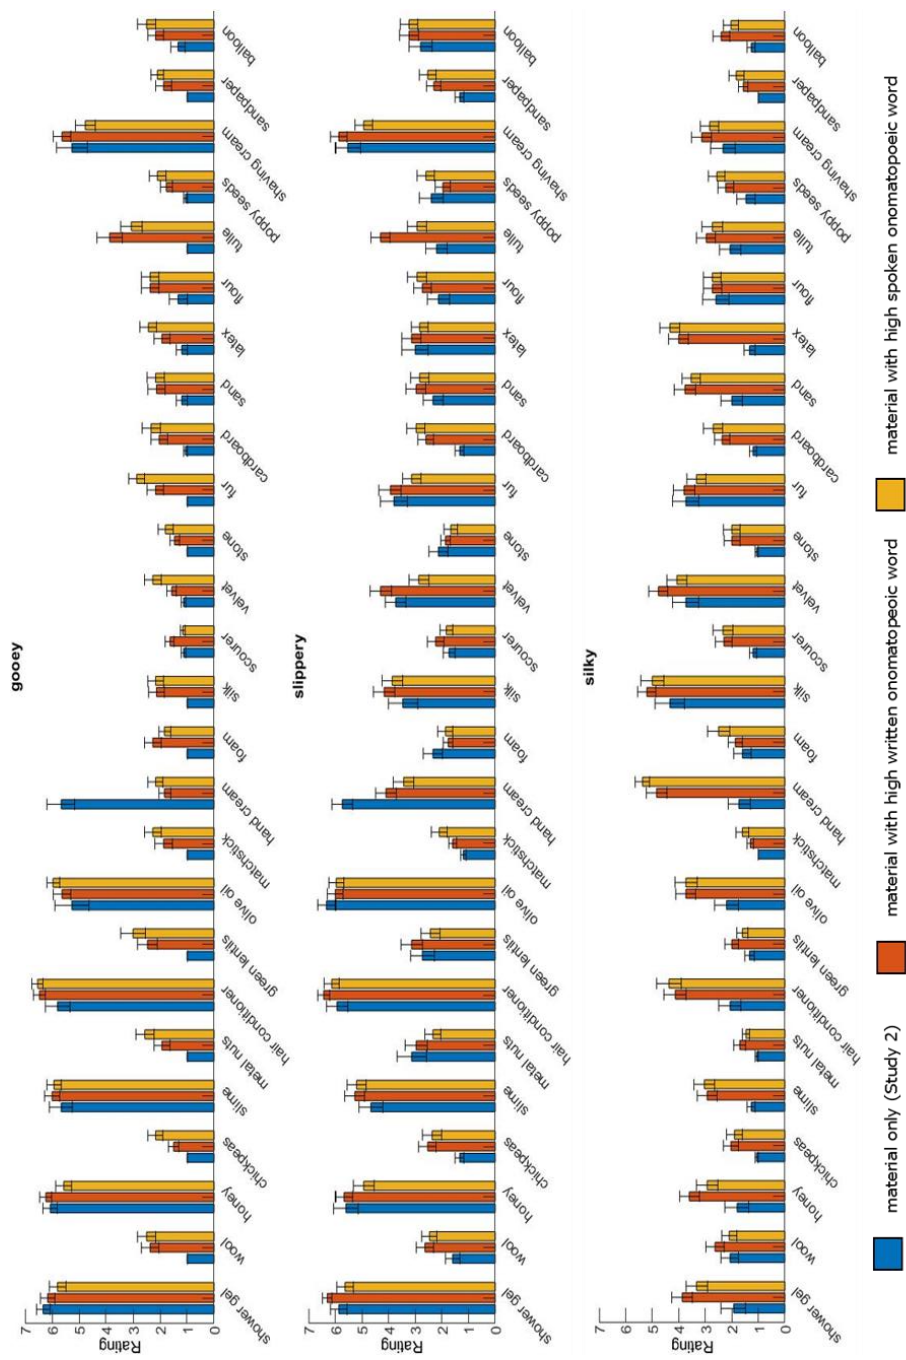 gooey
Rating
7
6
5
4
3
2
1
0
shower gel
wool
honey
chickpeas
slime
metal nuts
hair conditioner
green lentils
olive oil
matchstick
hand cream
foam
silk
scourer
velvet
stone
fur
cardboard
sand
latex
flour
tulle
poppy seeds
shaving cream
sandpaper
balloon
slippery
Rating
7
6
5
4
3
2
1
0
shower gel
wool
honey
chickpeas
slime
metal nuts
hair conditioner
green lentils
olive oil
matchstick
hand cream
foam
silk
scourer
velvet
stone
fur
cardboard
sand
latex
flour
tulle
poppy seeds
shaving cream
sandpaper
balloon
silky
Rating
7
6
5
4
3
2
1
0
shower gel
wool
honey
chickpeas
slime
metal nuts
hair conditioner
green lentils
olive oil
matchstick
hand cream
foam
silk
scourer
velvet
stone
fur
cardboard
sand
latex
flour
tulle
poppy seeds
shaving cream
sandpaper
balloon
material only (Study 2)
material with high written onomatopeoic word
material with high spoken onomatopoeic word